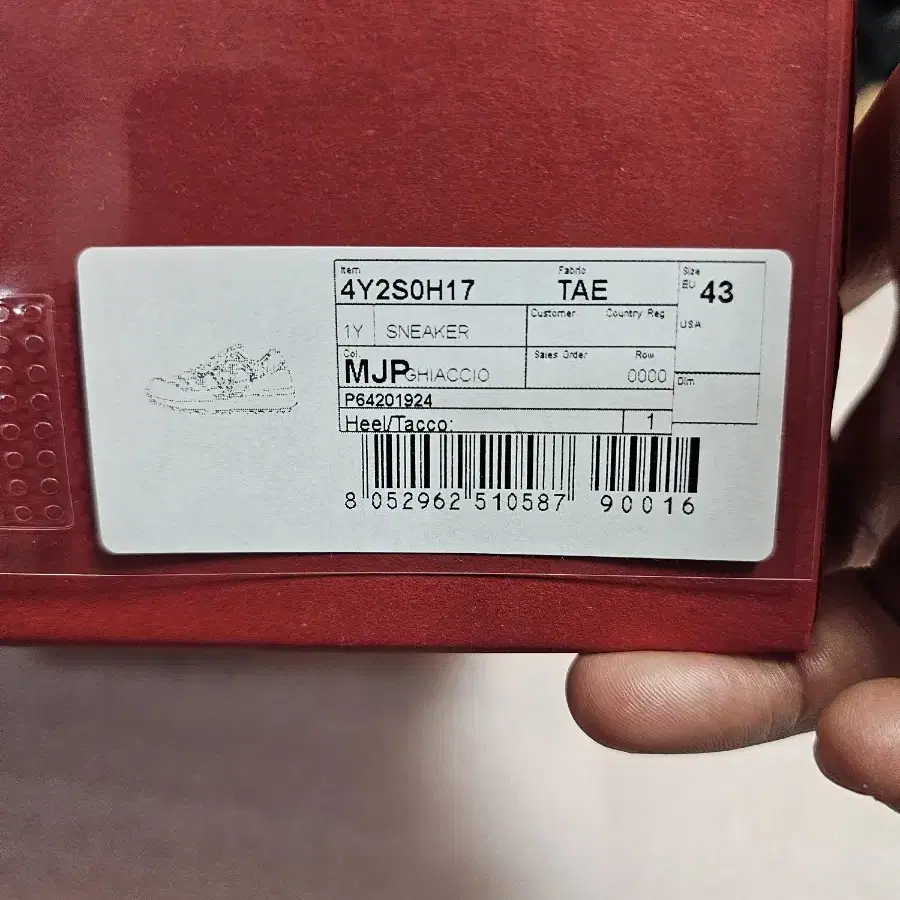 Item Fabric Size
4Y2S0H17 TAE EU 43
Customer Country Reg
1Y SNEAKER USA
Col. Sales Order Row
MJP GHIACCIO 0000 Dim
P64201924
Heel/Tacco: 1
8 052962 510587 90016